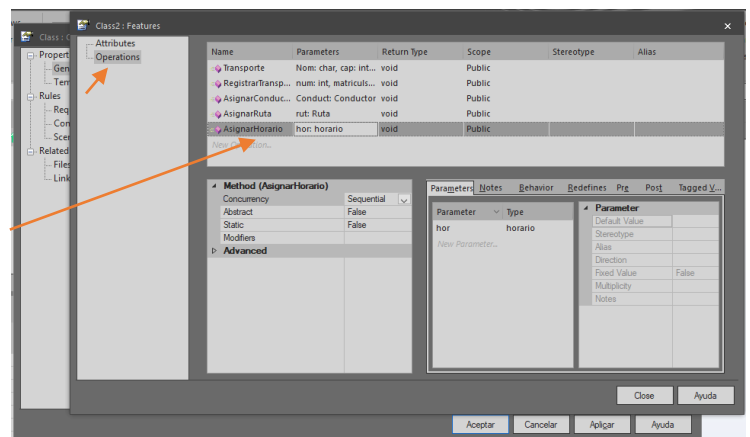 Class2 : Features
Class : C
Propert
Gen
Ten
Rules
Req
Con
Scer
Related
Files
Link
Attributes
Operations
Name Parameters Return Type Scope Stereotype Alias
Transporte Nom: char, cap: int... void Public
RegistrarTransp... num: int, matriculs... void Public
AsignarConduc... Conduct: Conductor void Public
AsignarRuta rut: Ruta void Public
AsignarHorario hor: horario void Public
New Operation...
Method (AsignarHorario)
Concurrency Sequential
Abstract False
Static False
Modifiers
Advanced
Parameters Notes Behavior Redefines Pre Post Tagged V...
Parameter Type
hor horario
New Parameter...
Parameter
Default Value
Stereotype
Alias
Direction
Fixed Value False
Multiplicity
Notes
Close Ayuda
Aceptar Cancelar Aplicar Ayuda